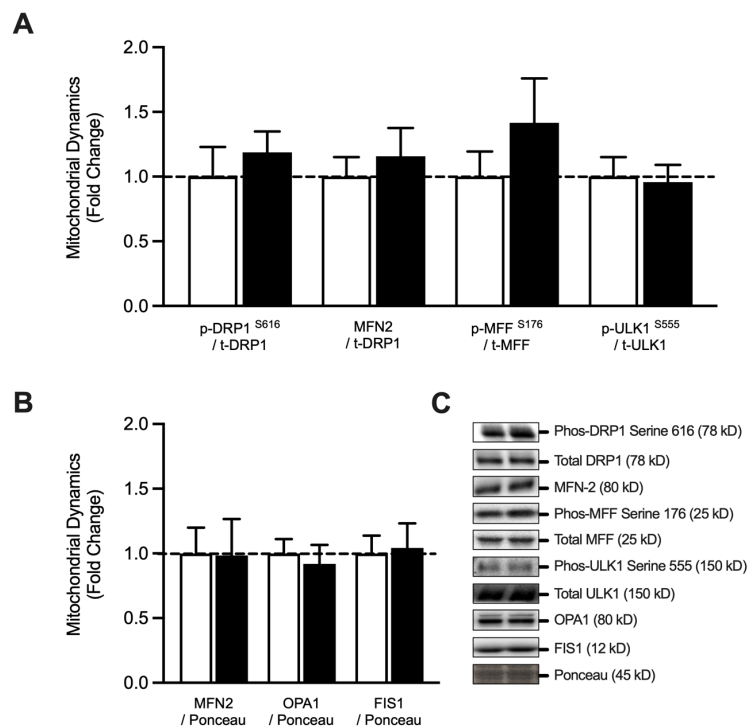 A
Mitochondrial Dynamics
(Fold Change)
2.0
1.5
1.0
0.5
0.0
p-DRP1 S616
/ t-DRP1
MFN2
/ t-DRP1
p-MFF S176
/ t-MFF
p-ULK1 S555
/ t-ULK1
B
Mitochondrial Dynamics
(Fold Change)
2.0
1.5
1.0
0.5
0.0
MFN2
/ Ponceau
OPA1
/ Ponceau
FIS1
/ Ponceau
C
Phos-DRP1 Serine 616 (78 kD)
Total DRP1 (78 kD)
MFN-2 (80 kD)
Phos-MFF Serine 176 (25 kD)
Total MFF (25 kD)
Phos-ULK1 Serine 555 (150 kD)
Total ULK1 (150 kD)
OPA1 (80 kD)
FIS1 (12 kD)
Ponceau (45 kD)